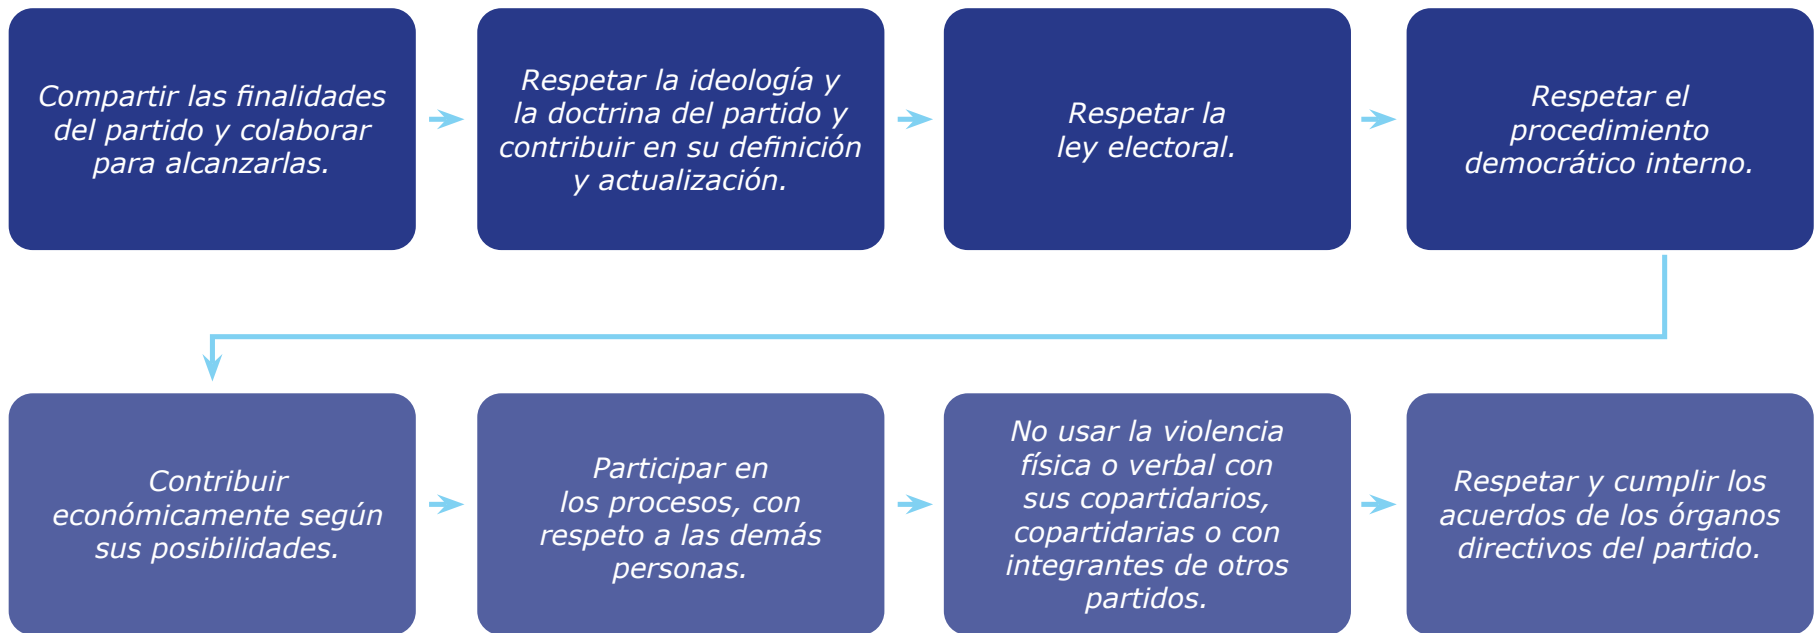 Compartir las finalidades
del partido y colaborar
para alcanzarlas.
Respetar la ideología y
la doctrina del partido y
contribuir en su definición
y actualización.
Respetar la
ley electoral.
Respetar el
procedimiento
democrático interno.
Contribuir
económicamente según
sus posibilidades.
Participar en
los procesos, con
respeto a las demás
personas.
No usar la violencia
física o verbal con
sus copartidarios,
copartidarias o con
integrantes de otros
partidos.
Respetar y cumplir los
acuerdos de los órganos
directivos del partido.